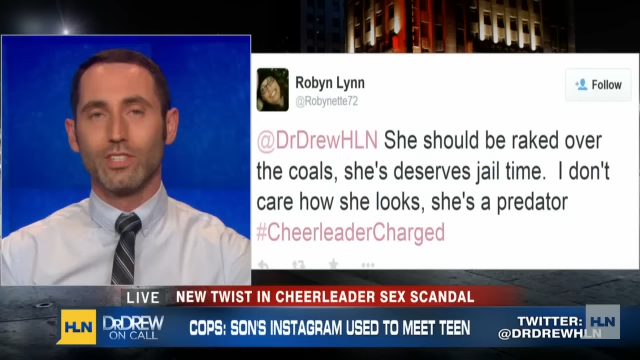 Robyn Lynn
@Robynette72
Follow
@DrDrewHLN She should be raked over
the coals, she's deserves jail time. I don't
care how she looks, she's a predator
#CheerleaderCharged
LIVE NEW TWIST IN CHEERLEADER SEX SCANDAL
HLN DR.DREW ON CALL
COPS: SON'S INSTAGRAM USED TO MEET TEEN
TWITTER:
@DRDREWHLN
HLN